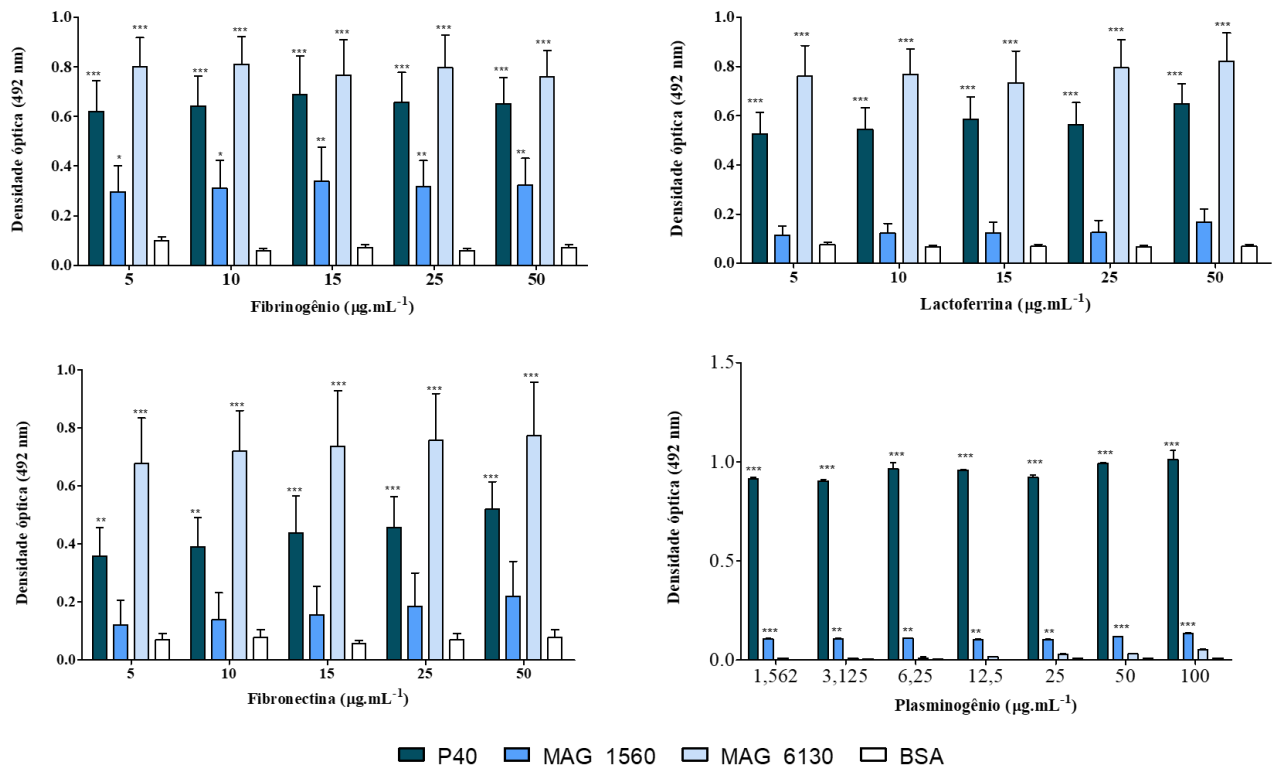 Densidade óptica (492 nm)
1.0
0.8
0.6
0.4
0.2
0.0
*** * ***
*** * ***
*** ** ***
*** ** ***
*** ** ***
5 10 15 25 50
Fibrinogênio (µg.mL-1)
Densidade óptica (492 nm)
1.0
0.8
0.6
0.4
0.2
0.0
*** ***
*** ***
*** ***
*** ***
*** ***
5 10 15 25 50
Lactoferrina (µg.mL-1)
Densidade óptica (492 nm)
1.0
0.8
0.6
0.4
0.2
0.0
** ***
** ***
*** ***
*** ***
*** ***
5 10 15 25 50
Fibronectina (µg.mL-1)
Densidade óptica (492 nm)
1.5
1.0
0.5
0.0
*** ***
*** **
*** **
*** **
*** **
*** ***
*** ***
1,562 3,125 6,25 12,5 25 50 100
Plasminogênio (µg.mL-1)
P40 MAG_1560 MAG_6130 BSA